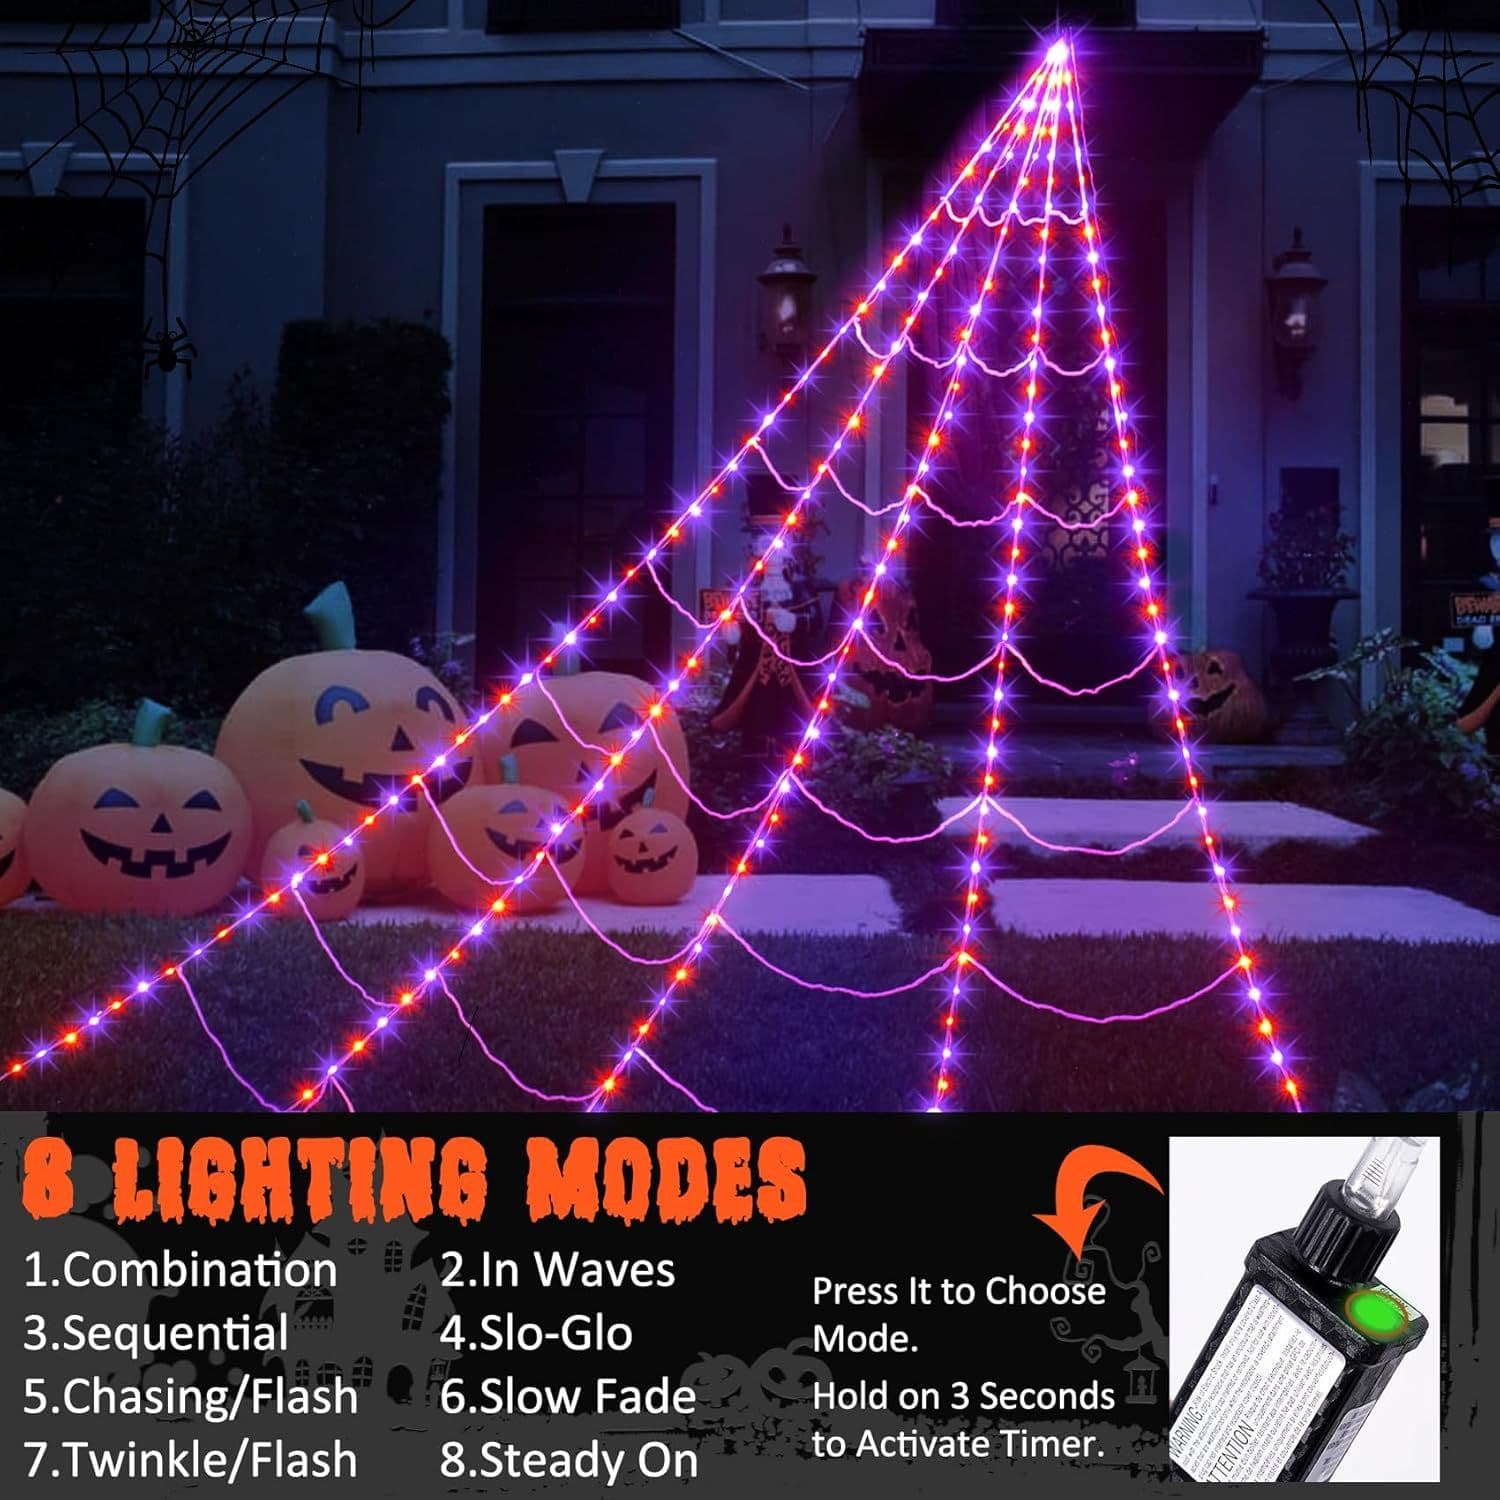 BEWARE
8 LIGHTING MODES
1.Combination
2.In Waves
3.Sequential
4.Slo-Glo
5.Chasing/Flash
6.Slow Fade
7.Twinkle/Flash
8.Steady On
Press It to Choose
Mode.
Hold on 3 Seconds
to Activate Timer.
WARNING
ATTENTION